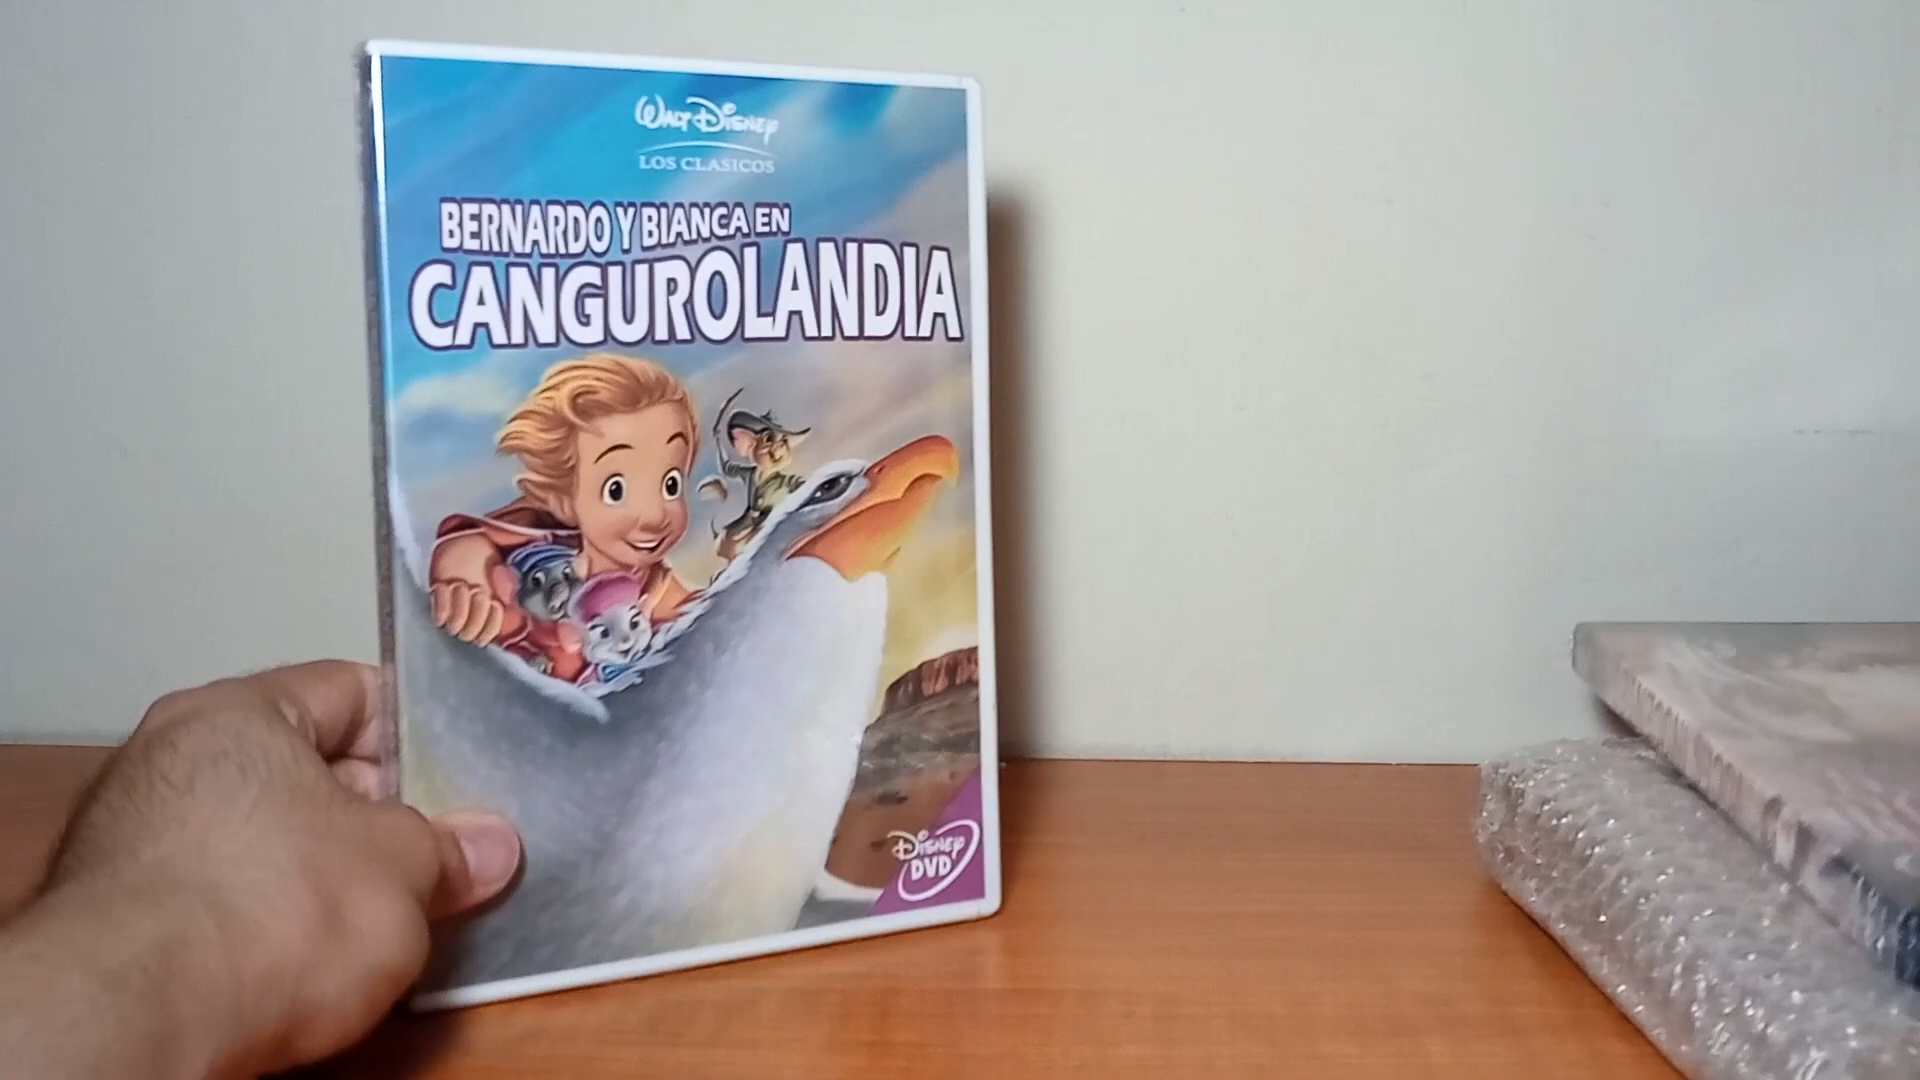 WALT DISNEY
LOS CLASICOS
BERNARDO Y BIANCA EN
CANGUROLANDIA
DISNEY
DVD